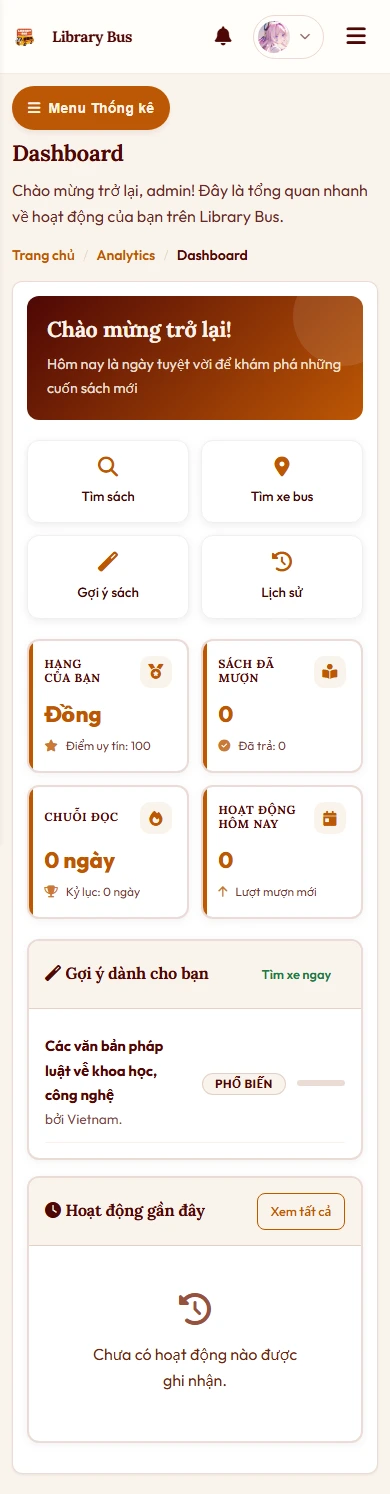 Library Bus
Menu Thống kê
Dashboard
Chào mừng trở lại, admin! Đây là tổng quan nhanh
về hoạt động của bạn trên Library Bus.
Trang chủ / Analytics / Dashboard
Chào mừng trở lại!
Hôm nay là ngày tuyệt vời để khám phá những
cuốn sách mới
Tìm sách
Tìm xe bus
Gợi ý sách
Lịch sử
HẠNG
CỦA BẠN
Đồng
Điểm uy tín: 100
SÁCH ĐÃ
MƯỢN
0
Đã trả: 0
CHUỖI ĐỌC
0 ngày
Kỷ lục: 0 ngày
HOẠT ĐỘNG
HÔM NAY
0
Lượt mượn mới
Gợi ý dành cho bạn
Tìm xe ngay
Các văn bản pháp
luật về khoa học,
công nghệ
bởi Vietnam.
PHỔ BIẾN
Hoạt động gần đây
Xem tất cả
Chưa có hoạt động nào được
ghi nhận.